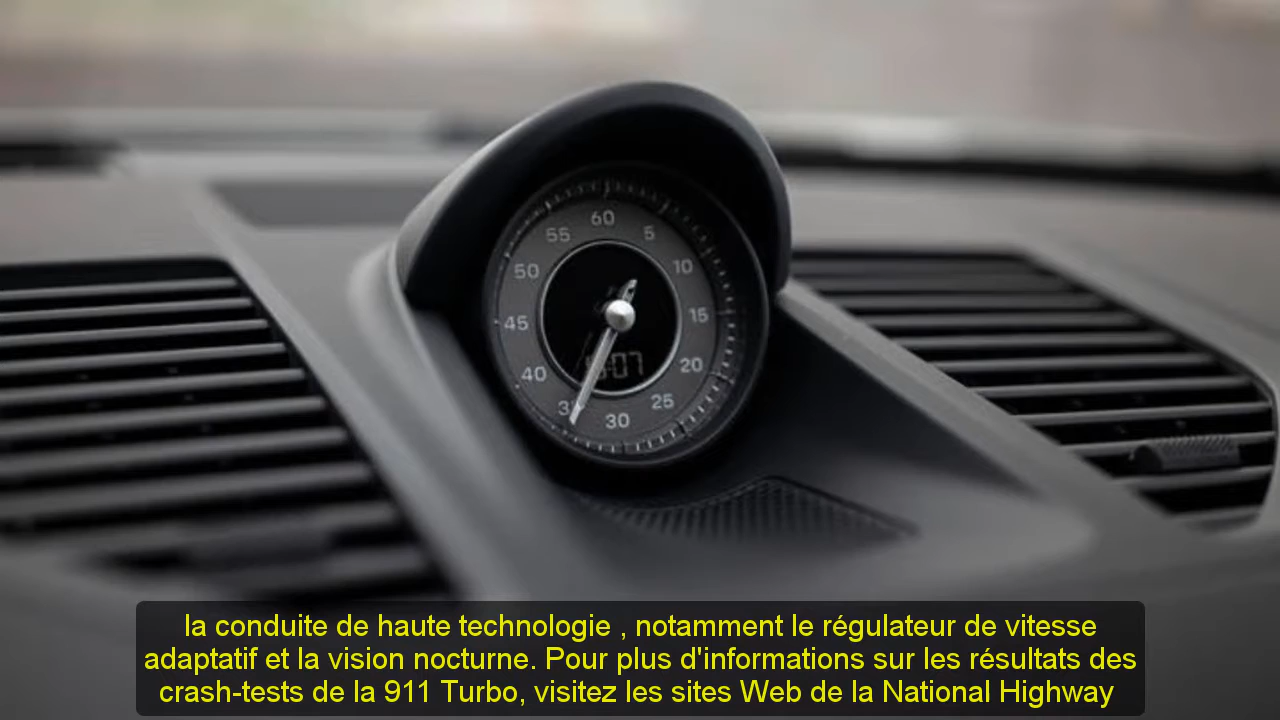 60
55 5
50 10
45 15
40 20
25
30
la conduite de haute technologie , notamment le régulateur de vitesse
adaptatif et la vision nocturne. Pour plus d'informations sur les résultats des
crash-tests de la 911 Turbo, visitez les sites Web de la National Highway